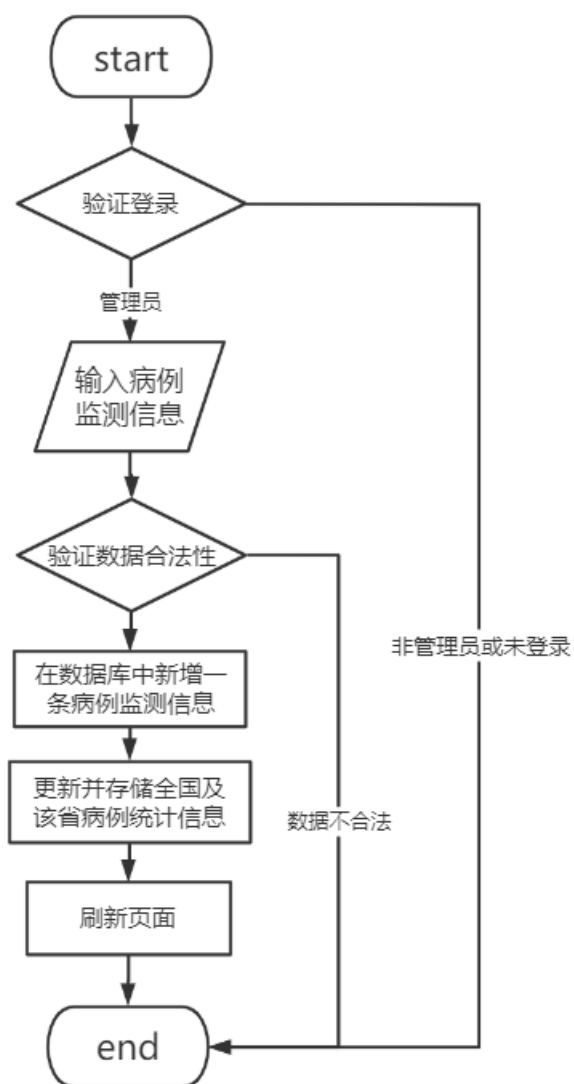 start
验证登录
管理员
输入病例
监测信息
验证数据合法性
非管理员或未登录
在数据库中新增一
条病例监测信息
更新并存储全国及
该省病例统计信息
数据不合法
刷新页面
end